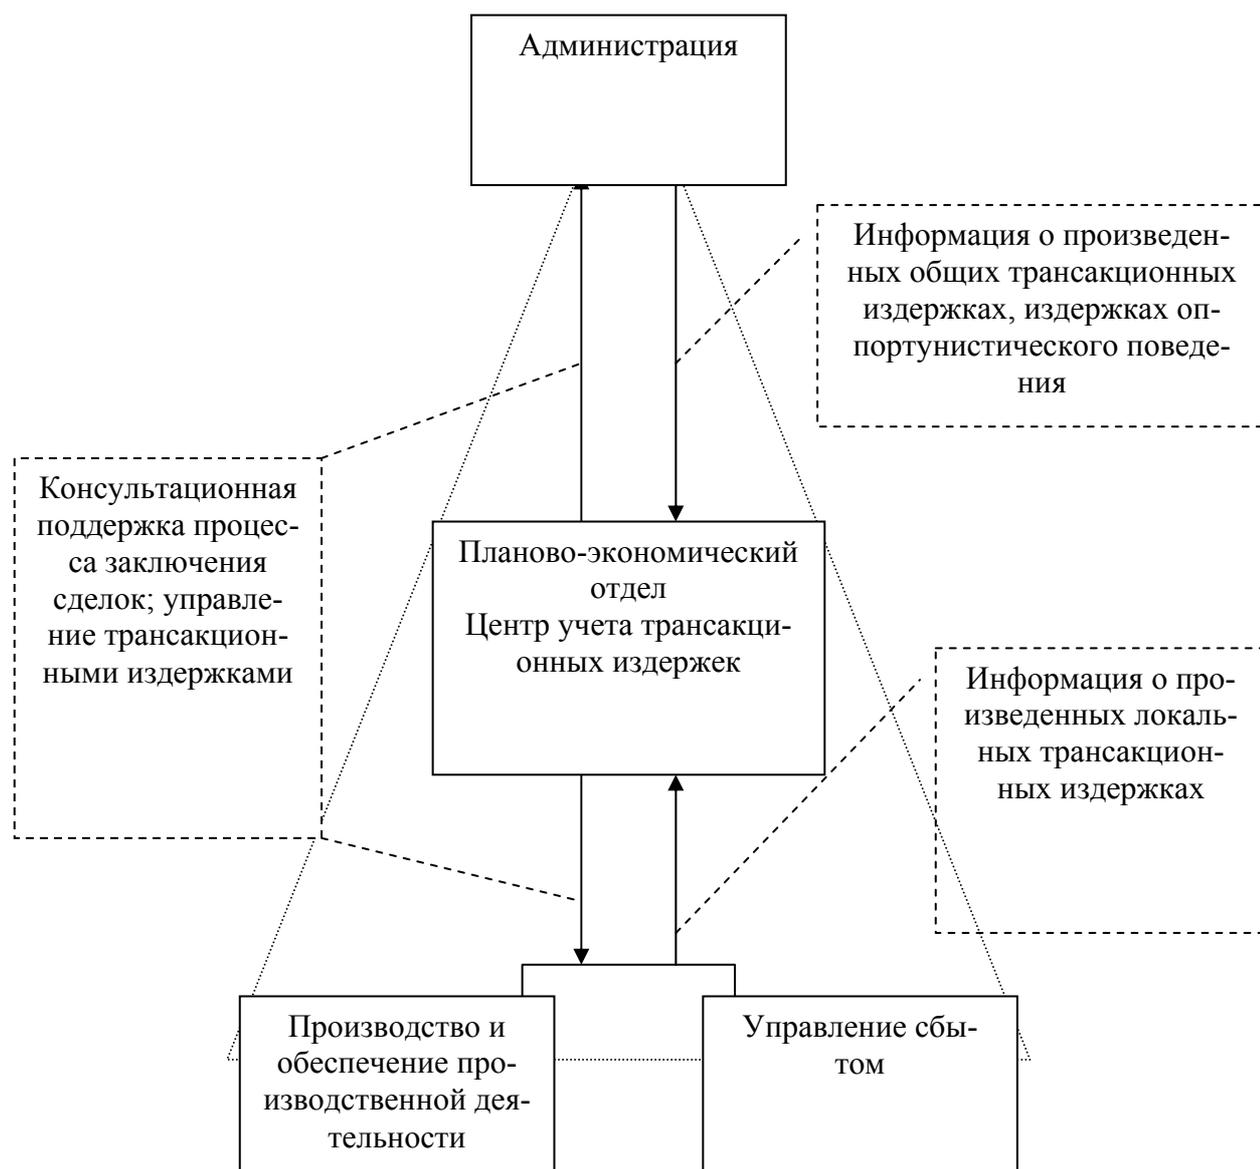 Администрация
Информация о произведен-
ных общих трансакционных
издержках, издержках оп-
портунистического поведе-
ния
Консультационная
поддержка процес-
са заключения
сделок; управле-
ние трансакцион-
ными издержками
Планово-экономический
отдел
Центр учета трансакци-
онных издержек
Информация о про-
изведенных локаль-
ных трансакцион-
ных издержках
Производство и
обеспечение про-
изводственной дея-
тельности
Управление сбы-
том